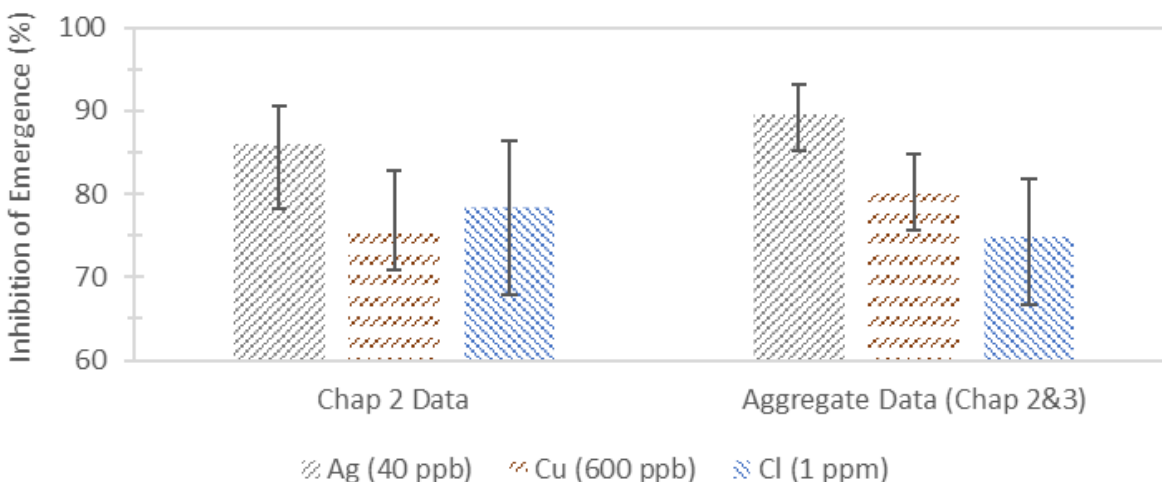 Inhibition of Emergence (%)
100
90
80
70
60
Chap 2 Data
Aggregate Data (Chap 2&3)
Ag (40 ppb) Cu (600 ppb) Cl (1 ppm)